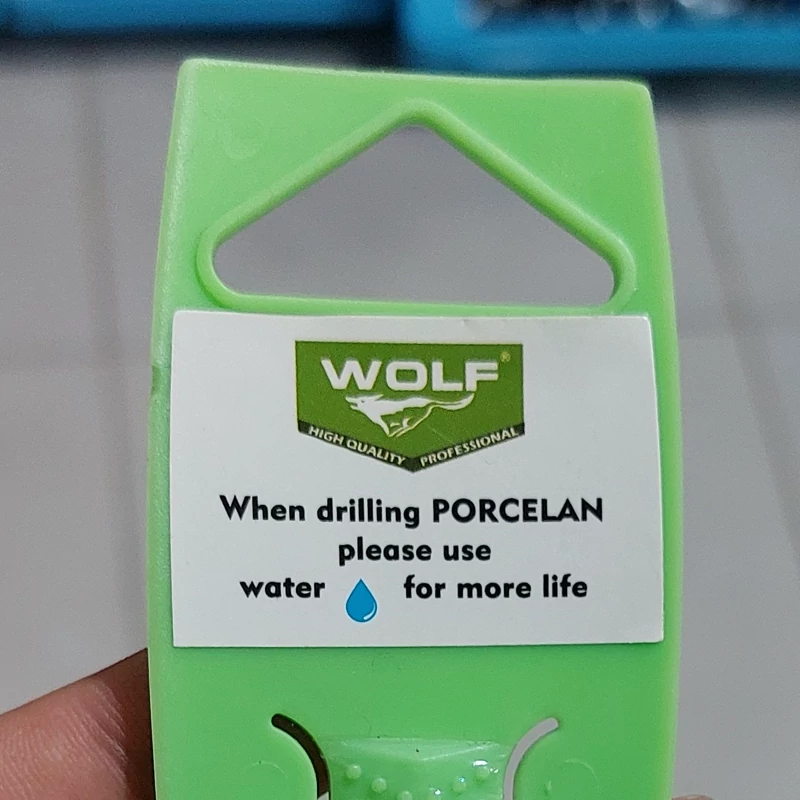 WOLF®
HIGH QUALITY PROFESSIONAL
When drilling PORCELAN
please use
water for more life